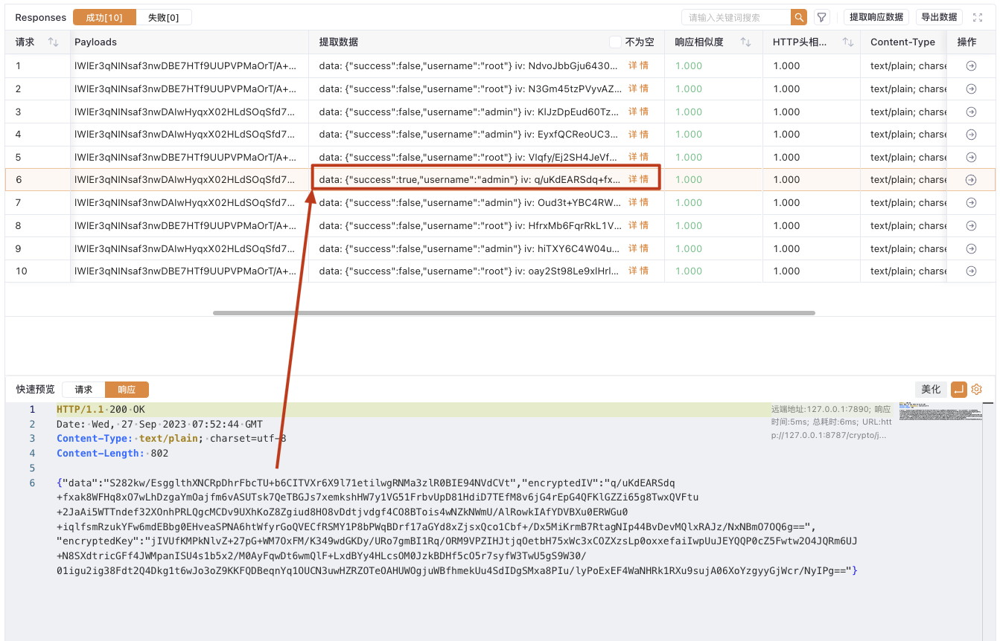 Responses 成功[10] 失败[0] 请输入关键词搜索 提取响应数据 导出数据
请求 Payloads 提取数据 不为空 响应相似度 HTTP头相... Content-Type 操作
1 IWlEr3qNINsaf3nwDBE7HTf9UUPVPMaOrT/A+... data: {"success":false,"username":"root"} iv: NdvoJbbGju6430... 详 情 1.000 1.000 text/plain; charse
2 IWlEr3qNINsaf3nwDBE7HTf9UUPVPMaOrT/A+... data: {"success":false,"username":"root"} iv: N3Gm45tzPVyvAZ... 详 情 1.000 1.000 text/plain; charse
3 IWlEr3qNINsaf3nwDAIwHyqxX02HLdSOqSfd7... data: {"success":false,"username":"admin"} iv: KIJzDpEud60Tz... 详 情 1.000 1.000 text/plain; charse
4 IWlEr3qNINsaf3nwDAIwHyqxX02HLdSOqSfd7... data: {"success":false,"username":"admin"} iv: EyxfQCReoUC3... 详 情 1.000 1.000 text/plain; charse
5 IWlEr3qNINsaf3nwDBE7HTf9UUPVPMaOrT/A+... data: {"success":false,"username":"root"} iv: VIqfy/Ej2SH4JeVf... 详 情 1.000 1.000 text/plain; charse
6 IWlEr3qNINsaf3nwDAIwHyqxX02HLdSOqSfd7... data: {"success":true,"username":"admin"} iv: q/uKdEARSdq+fx... 详 情 1.000 1.000 text/plain; charse
7 IWlEr3qNINsaf3nwDAIwHyqxX02HLdSOqSfd7... data: {"success":false,"username":"admin"} iv: Oud3t+YBC4RW... 详 情 1.000 1.000 text/plain; charse
8 IWlEr3qNINsaf3nwDBE7HTf9UUPVPMaOrT/A+... data: {"success":false,"username":"root"} iv: HfrxMb6FqrRkL1V... 详 情 1.000 1.000 text/plain; charse
9 IWlEr3qNINsaf3nwDAIwHyqxX02HLdSOqSfd7... data: {"success":false,"username":"admin"} iv: hiTXY6C4W04u... 详 情 1.000 1.000 text/plain; charse
10 IWlEr3qNINsaf3nwDBE7HTf9UUPVPMaOrT/A+... data: {"success":false,"username":"root"} iv: oay2St98Le9xlHrl... 详 情 1.000 1.000 text/plain; charse
快速预览 请求 响应 美化
1 HTTP/1.1 200 OK
远端地址:127.0.0.1:7890; 响应
时间:5ms; 总耗时:6ms; URL:htt
p://127.0.0.1:8787/crypto/j...
2 Date: Wed, 27 Sep 2023 07:52:44 GMT
3 Content-Type: text/plain; charset=utf-8
4 Content-Length: 802
5
6 {"data":"S282kw/EsgglthXNCRpDhrFbcTU+b6CITVXr6X9l71etilwgRNMa3zlR0BIE94NVdCVt","encryptedIV":"q/uKdEARSdq
+fxak8WFHq8xO7wLhDzgaYmOajfm6vASUTsk7QeTBGJs7xemkshHW7y1VG51FrbvUpD81HdiD7TEfM8v6jG4rEpG4QFKlGZZi65g8TwxQVFtu
+2JaAi5WTTndef32XOnhPRLQgcMCDv9UXhKoZ8Zgiud8HO8vDdtjvdgf4CO8BTois4wNZkNWmU/AlRowkIAfYDVBXu0ERWGu0
+iqlfsmRzukYFw6mdEBbg0EHveaSPNA6htWfyrGoQVECfRSMY1P8bPWqBDrf17aGYd8xZjsxQco1Cbf+/Dx5MiKrmB7RtagNIp44BvDevMQlxRAJz/NxNBmO7OQ6g==",
"encryptedKey":"jIVUfKMPkNlvZ+27pG+WM7OxFM/K349wdGKDy/URo7gmBI1Rq/ORM9VPZIHJtjqOetbH75xWc3xCOZXzsLp0oxxefaiIwpUuJEYQQP0cZ5Fwtw2O4JQRm6UJ
+N8SXdtricGFf4JWMpanISU4s1b5x2/M0AyFqwDt6wmQlF+LxdBYy4HLcsOM0JzkBDHf5cO5r7syfW3TwU5gS9W30/
01igu2ig38Fdt2Q4Dkg1t6wJo3oZ9KKFQDBeqnYq1OUCN3uwHZRZOTeOAHUWOgjuWBfhmekUu4SdIDgSMxa8PIu/lyPoExEF4WaNHRk1RXu9sujA06XoYzgyyGjWcr/NyIPg=="}